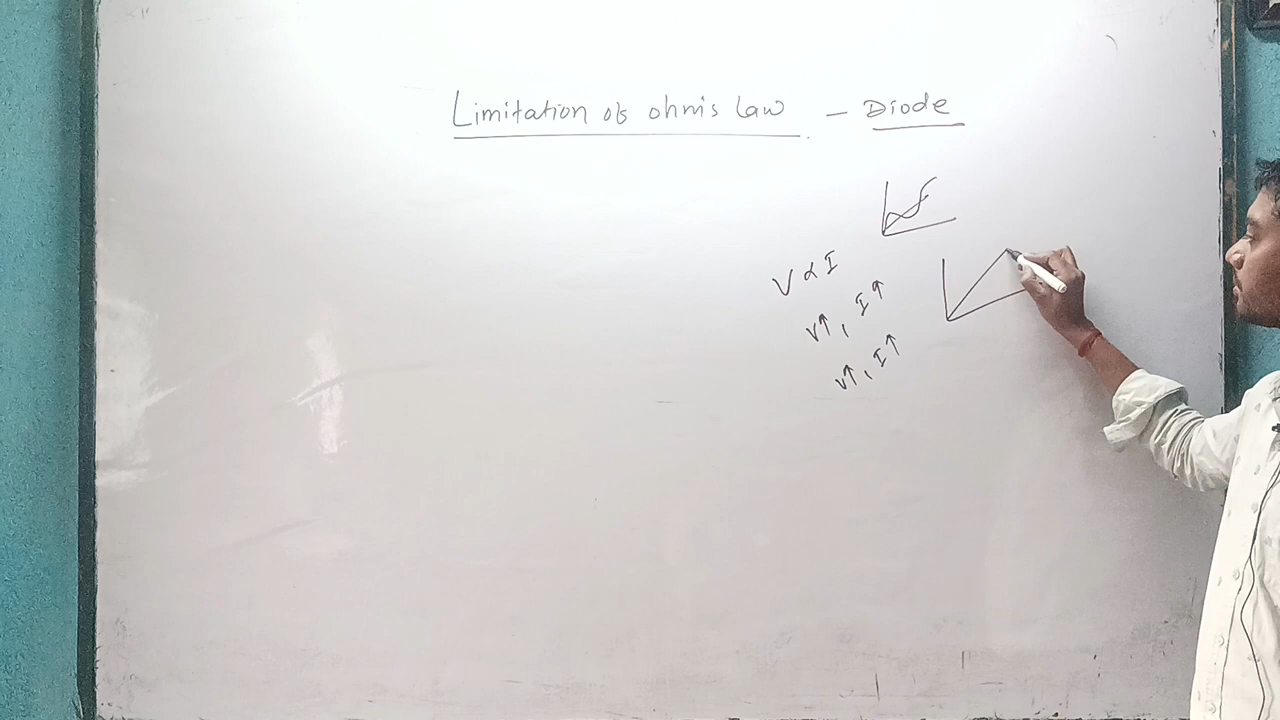 Limitation of ohm's law - Diode
V ∝ I
V↑, I↑
V↑, I↑